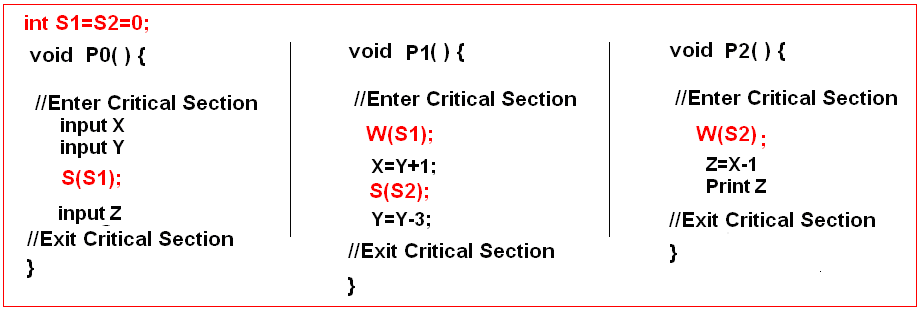 int S1=S2=0;
void P0( ) {
//Enter Critical Section
input X
input Y
S(S1);
input Z
//Exit Critical Section
}
void P1( ) {
//Enter Critical Section
W(S1);
X=Y+1;
S(S2);
Y=Y-3;
//Exit Critical Section
}
void P2( ) {
//Enter Critical Section
W(S2) ;
Z=X-1
Print Z
//Exit Critical Section
}